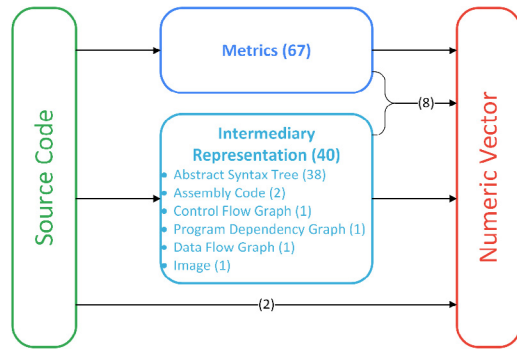 Source Code
Metrics (67)
(8)
Intermediary
Representation (40)
• Abstract Syntax Tree (38)
• Assembly Code (2)
• Control Flow Graph (1)
• Program Dependency Graph (1)
• Data Flow Graph (1)
• Image (1)
(2)
Numeric Vector